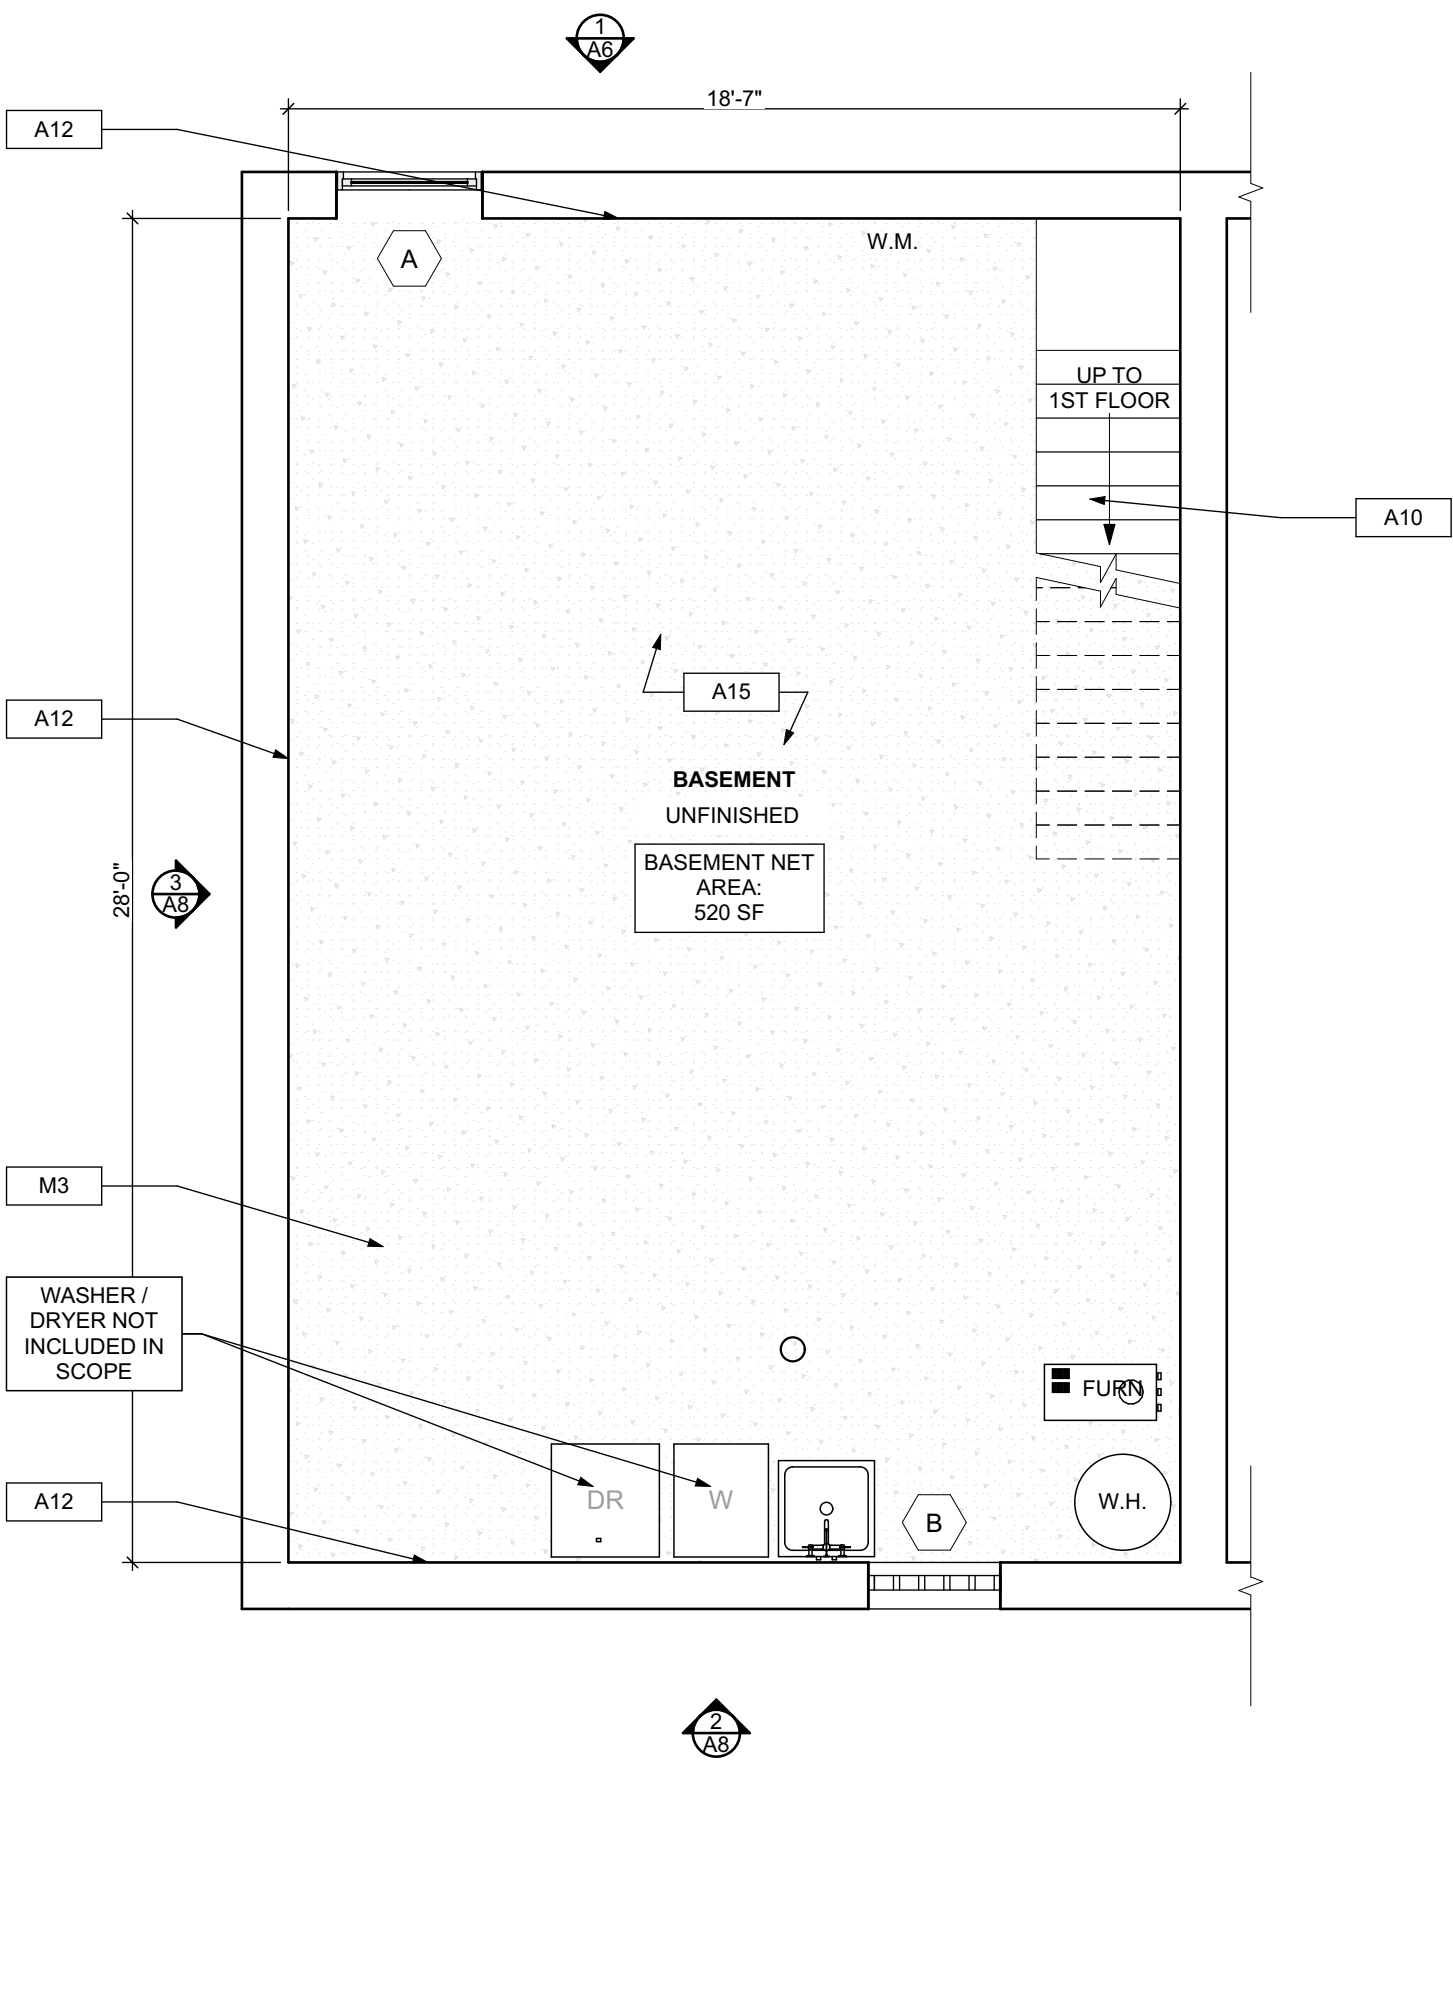 1
A6
18'-7"
A12
A
W.M.
UP TO
1ST FLOOR
A10
A15
A12
BASEMENT
UNFINISHED
BASEMENT NET
AREA:
520 SF
28'-0"
3
A8
M3
WASHER /
DRYER NOT
INCLUDED IN
SCOPE
FURN
DR
W
B
W.H.
A12
2
A8